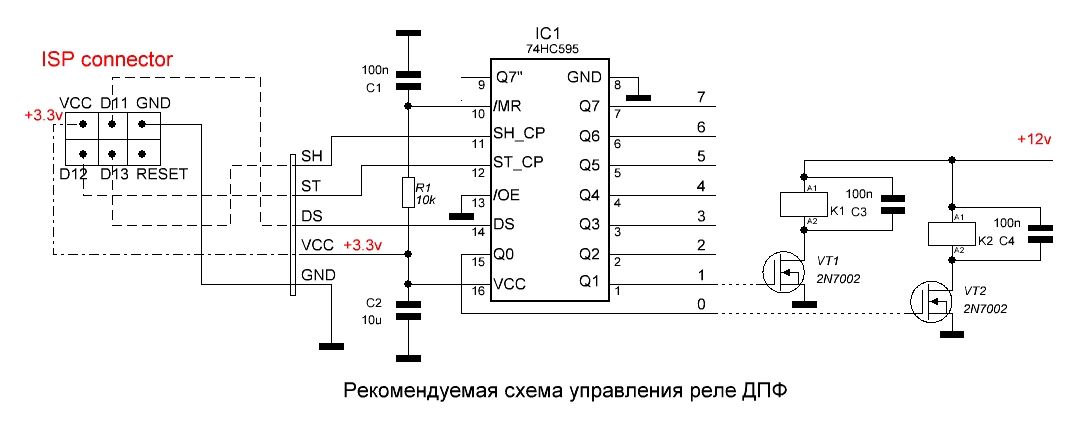 IC1
74HC595
ISP connector
100n
C1
9 Q7" GND 8
VCC D11 GND
+3.3v
10 /MR Q7 7 7
11 SH_CP Q6 6 6
+12v
SH
12 ST_CP Q5 5 5
D12 D13 RESET
ST
R1
10k
13 /OE Q4 4 4
A1
K1
A2
100n
C3
DS
14 DS Q3 3 3
A1
K2
A2
100n
C4
VCC +3.3v
15 Q0 Q2 2 2
GND
16 VCC Q1 1 1
VT1
2N7002
C2
10u
0
VT2
2N7002
Рекомендуемая схема управления реле ДПФ